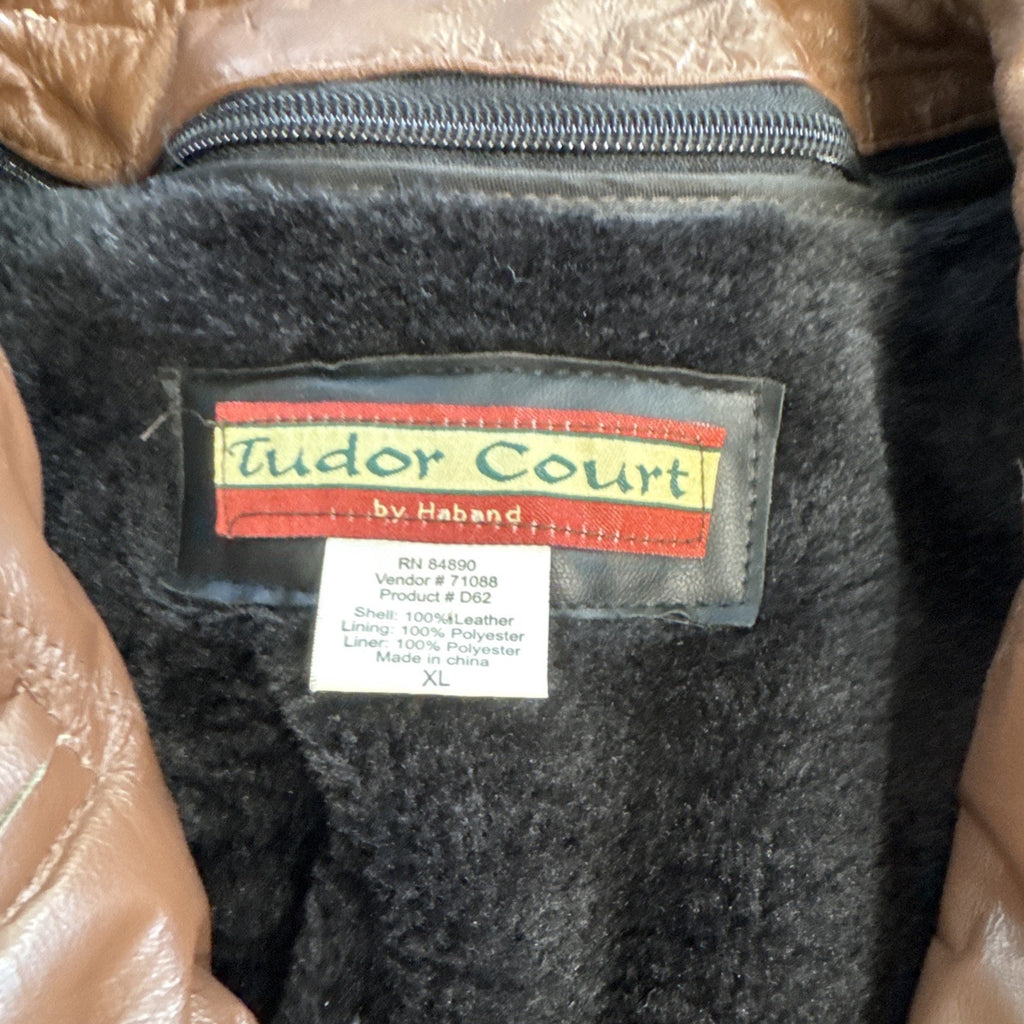 Tudor Court
by Haband
RN 84890
Vendor # 71088
Product # D62
Shell: 100% Leather
Lining: 100% Polyester
Liner: 100% Polyester
Made in china
XL